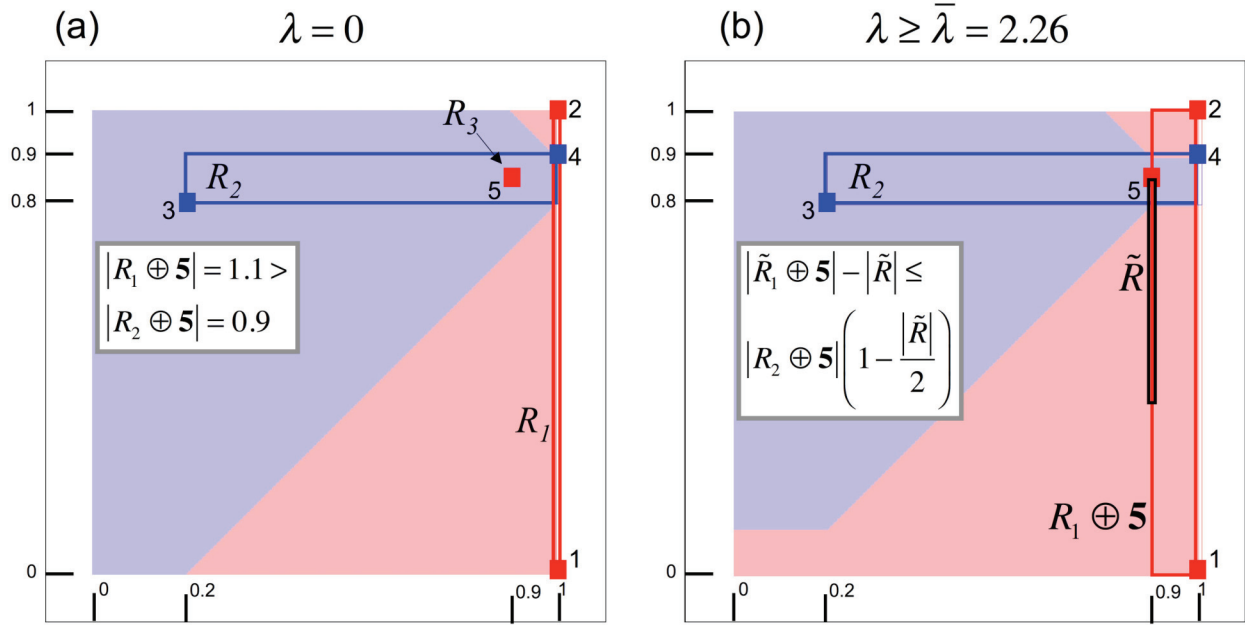 (a) λ = 0
1
0.9
0.8
0
2
R₃
4
R₂
5
3
|R₁ ⊕ 5| = 1.1 >
|R₂ ⊕ 5| = 0.9
R₁
1
0 0.2 0.9 1
(b) λ ≥ λ̄ = 2.26
1
0.9
0.8
0
2
4
R₂
5
3
|R̃₁ ⊕ 5| − |R̃| ≤
|R₂ ⊕ 5| (1 − |R̃|/2)
R̃
R₁ ⊕ 5
1
0 0.2 0.9 1